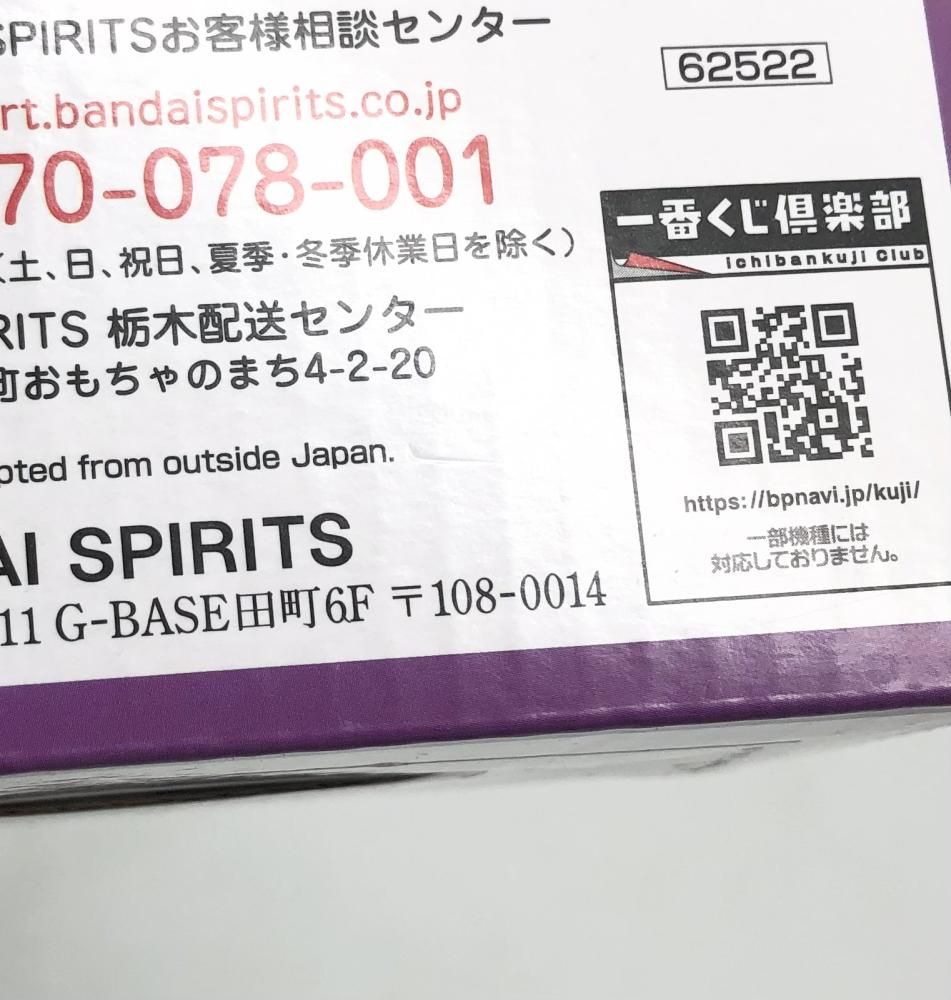 SPIRITSお客様相談センター
62522
rt.bandaispirits.co.jp
70-078-001
(土、日、祝日、夏季・冬季休業日を除く)
RITS 栃木配送センター
町おもちゃのまち4-2-20
pted from outside Japan.
AI SPIRITS
11 G-BASE田町6F 〒108-0014
一番くじ倶楽部
Ichibankuji Club
https://bpnavi.jp/kuji/
一部機種には
対応しておりません。